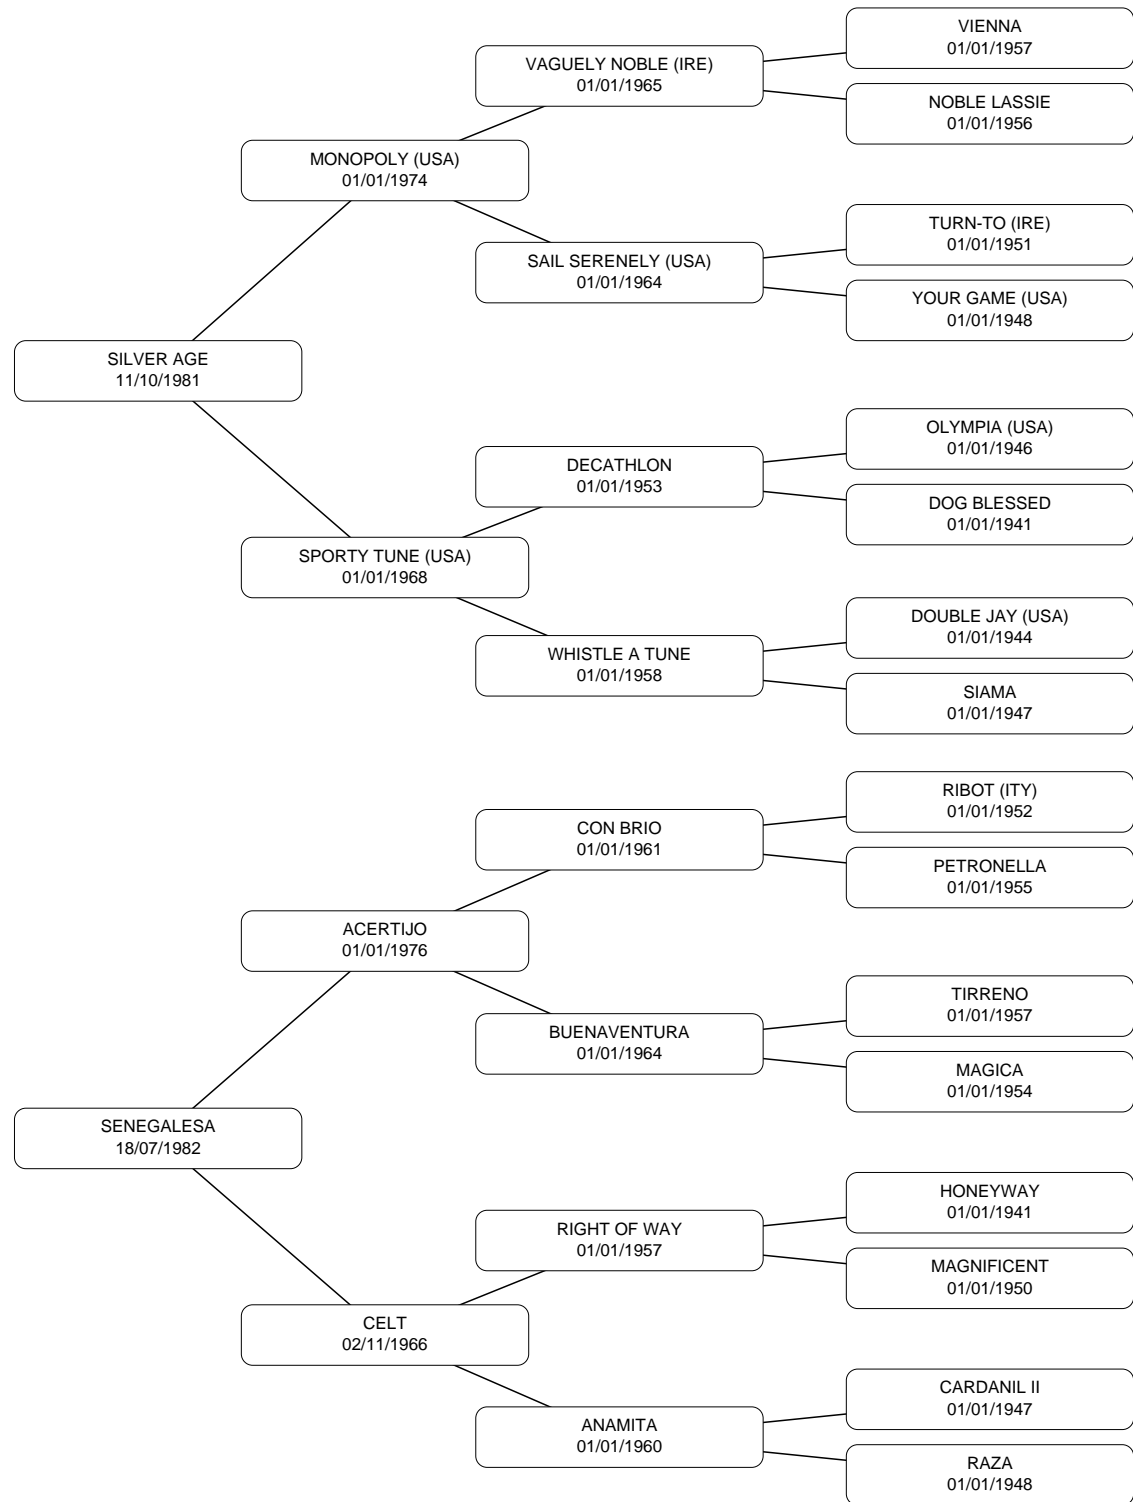 VIENNA
01/01/1957
VAGUELY NOBLE (IRE)
01/01/1965
NOBLE LASSIE
01/01/1956
MONOPOLY (USA)
01/01/1974
TURN-TO (IRE)
01/01/1951
SAIL SERENELY (USA)
01/01/1964
YOUR GAME (USA)
01/01/1948
SILVER AGE
11/10/1981
OLYMPIA (USA)
01/01/1946
DECATHLON
01/01/1953
DOG BLESSED
01/01/1941
SPORTY TUNE (USA)
01/01/1968
DOUBLE JAY (USA)
01/01/1944
WHISTLE A TUNE
01/01/1958
SIAMA
01/01/1947
RIBOT (ITY)
01/01/1952
CON BRIO
01/01/1961
PETRONELLA
01/01/1955
ACERTIJO
01/01/1976
TIRRENO
01/01/1957
BUENAVENTURA
01/01/1964
MAGICA
01/01/1954
SENEGALESA
18/07/1982
HONEYWAY
01/01/1941
RIGHT OF WAY
01/01/1957
MAGNIFICENT
01/01/1950
CELT
02/11/1966
CARDANIL II
01/01/1947
ANAMITA
01/01/1960
RAZA
01/01/1948